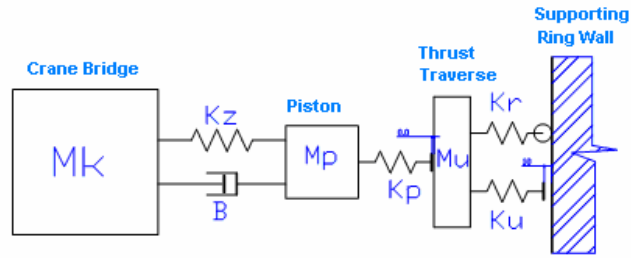 Supporting
Ring Wall
Thrust
Traverse
Crane Bridge
Piston
Kz
Kr
Mk
Mp
Mu
Kp
B
Ku